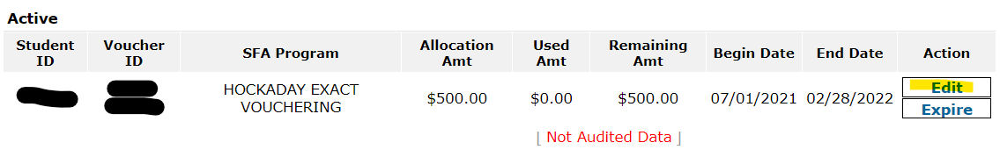 Active
Student ID Voucher ID SFA Program Allocation Amt Used Amt Remaining Amt Begin Date End Date Action
HOCKADAY EXACT VOUCHERING $500.00 $0.00 $500.00 07/01/2021 02/28/2022 Edit
Expire
[ Not Audited Data ]